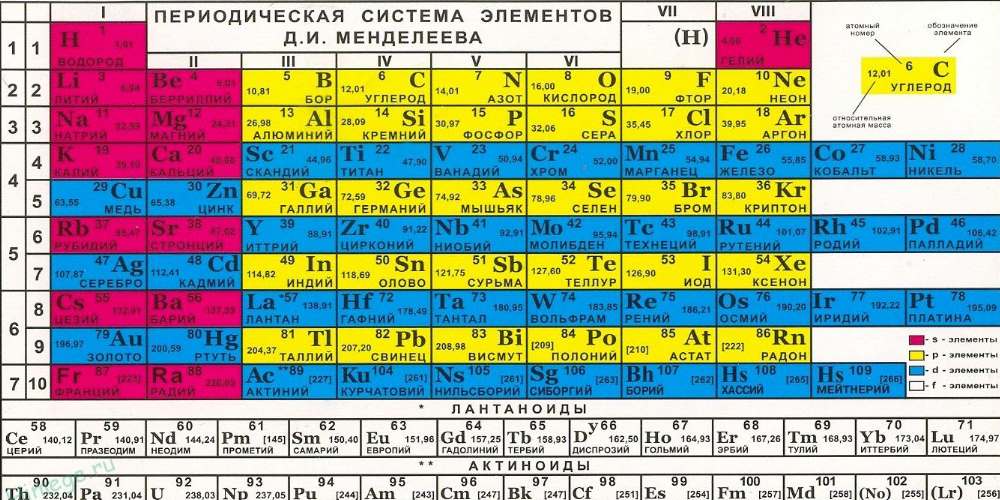 I ПЕРИОДИЧЕСКАЯ СИСТЕМА ЭЛЕМЕНТОВ VII VIII
Д.И. МЕНДЕЛЕЕВА
II III IV V VI
1 1 H 1 1,01 ВОДОРОД (H) 4,00 2 He ГЕЛИЙ
атомный номер обозначение элемента
12,01 6 C УГЛЕРОД
относительная атомная масса
2 2 Li 3 6,94 ЛИТИЙ Be 4 9,01 БЕРИЛЛИЙ 10,81 5 B БОР 12,01 6 C УГЛЕРОД 14,01 7 N АЗОТ 16,00 8 O КИСЛОРОД 19,00 9 F ФТОР 20,18 10 Ne НЕОН
3 3 Na 11 22,99 НАТРИЙ Mg 12 24,31 МАГНИЙ 26,98 13 Al АЛЮМИНИЙ 28,09 14 Si КРЕМНИЙ 30,97 15 P ФОСФОР 32,06 16 S СЕРА 35,45 17 Cl ХЛОР 39,95 18 Ar АРГОН
4 4 K 19 39,10 КАЛИЙ Ca 20 40,08 КАЛЬЦИЙ Sc 21 44,96 СКАНДИЙ Ti 22 47,90 ТИТАН V 23 50,94 ВАНАДИЙ Cr 24 52,00 ХРОМ Mn 25 54,94 МАРГАНЕЦ Fe 26 55,85 ЖЕЛЕЗО Co 27 58,93 КОБАЛЬТ Ni 28 58,70 НИКЕЛЬ
5 63,55 29 Cu МЕДЬ 65,38 30 Zn ЦИНК 69,72 31 Ga ГАЛЛИЙ 72,59 32 Ge ГЕРМАНИЙ 74,92 33 As МЫШЬЯК 78,96 34 Se СЕЛЕН 79,90 35 Br БРОМ 83,80 36 Kr КРИПТОН
5 6 Rb 37 85,47 РУБИДИЙ Sr 38 87,62 СТРОНЦИЙ Y 39 88,91 ИТТРИЙ Zr 40 91,22 ЦИРКОНИЙ Nb 41 92,91 НИОБИЙ Mo 42 95,94 МОЛИБДЕН Tc 43 98,91 ТЕХНЕЦИЙ Ru 44 101,07 РУТЕНИЙ Rh 45 102,91 РОДИЙ Pd 46 106,42 ПАЛЛАДИЙ
7 107,87 47 Ag СЕРЕБРО 112,41 48 Cd КАДМИЙ 114,82 49 In ИНДИЙ 118,69 50 Sn ОЛОВО 121,75 51 Sb СУРЬМА 127,60 52 Te ТЕЛЛУР 126,90 53 I ИОД 131,30 54 Xe КСЕНОН
6 8 Cs 55 132,91 ЦЕЗИЙ Ba 56 137,33 БАРИЙ La *57 138,91 ЛАНТАН Hf 72 178,49 ГАФНИЙ Ta 73 180,95 ТАНТАЛ W 74 183,85 ВОЛЬФРАМ Re 75 186,21 РЕНИЙ Os 76 190,20 ОСМИЙ Ir 77 192,22 ИРИДИЙ Pt 78 195,09 ПЛАТИНА
9 196,97 79 Au ЗОЛОТО 200,59 80 Hg РТУТЬ 204,37 81 Tl ТАЛЛИЙ 207,20 82 Pb СВИНЕЦ 208,98 83 Bi ВИСМУТ [209] 84 Po ПОЛОНИЙ [210] 85 At АСТАТ [222] 86 Rn РАДОН
7 10 Fr 87 [223] ФРАНЦИЙ Ra 88 226,03 РАДИЙ Ac **89 [227] АКТИНИЙ Ku 104 [261] КУРЧАТОВИЙ Ns 105 [261] НИЛЬСБОРИЙ Sg 106 [263] СИБОРГИЙ Bh 107 [262] БОРИЙ Hs 108 [265] ХАССИЙ Hs 109 [266] МЕЙТНЕРИЙ
- s - элементы
- p - элементы
- d - элементы
- f - элементы
* ЛАНТАНОИДЫ
58 59 60 61 62 63 64 65 66 67 68 69 70 71
Ce 140,12 Pr 140,91 Nd 144,24 Pm [145] Sm 150,40 Eu 151,96 Gd 157,25 Tb 158,93 Dy 162,50 Ho 164,93 Er 167,26 Tm 168,93 Yb 173,04 Lu 174,97
ЦЕРИЙ ПРАЗЕОДИМ НЕОДИМ ПРОМЕТИЙ САМАРИЙ ЕВРОПИЙ ГАДОЛИНИЙ ТЕРБИЙ ДИСПРОЗИЙ ГОЛЬМИЙ ЭРБИЙ ТУЛИЙ ИТТЕРБИЙ ЛЮТЕЦИЙ
** АКТИНОИДЫ
90 91 92 93 94 95 96 97 98 99 100 101 102 103
Th 232,04 Pa 231,04 U 238,03 Np 237,05 Pu [244] Am [243] Cm [247] Bk [247] Cf [251] Es [254] Fm [257] Md [258] (No) [255] (Lr) [256]